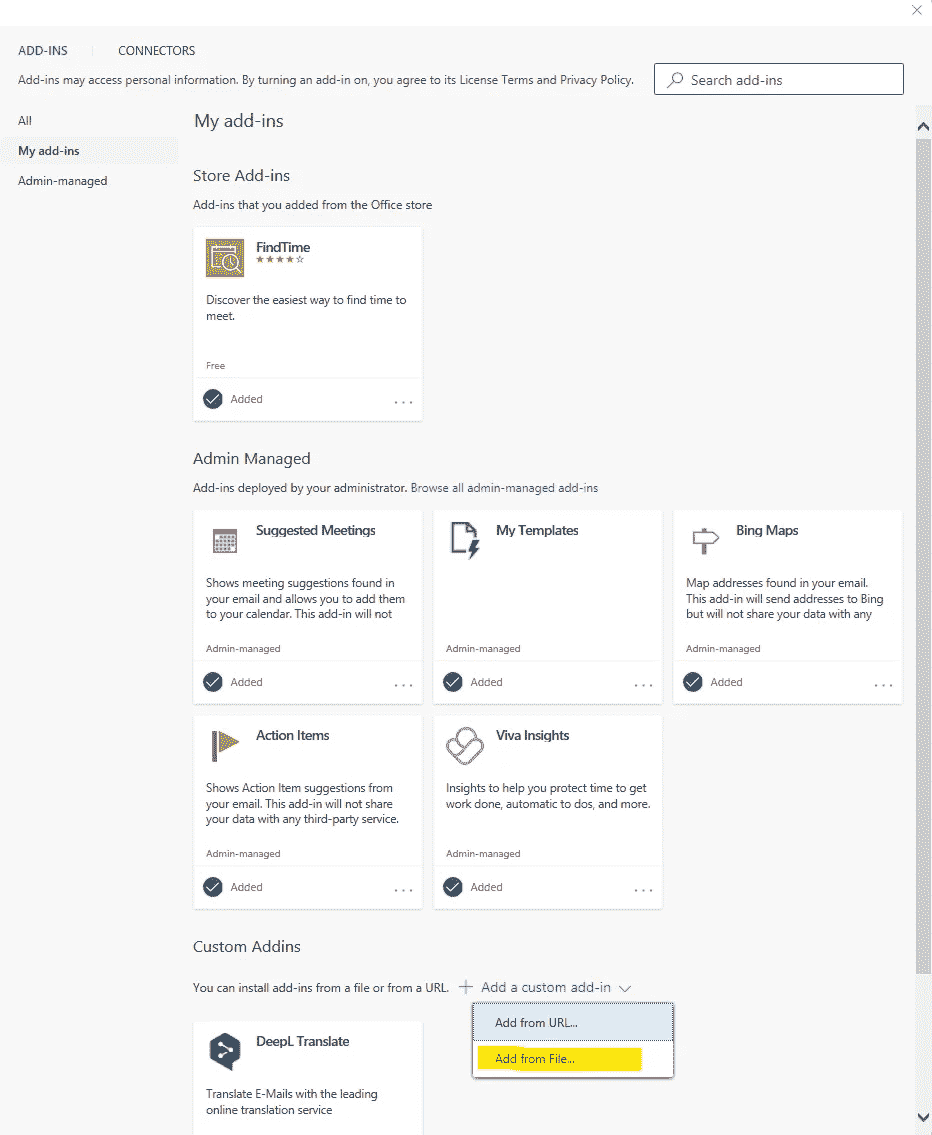 ADD-INS
CONNECTORS
Add-ins may access personal information. By turning an add-in on, you agree to its License Terms and Privacy Policy.
Search add-ins
All
My add-ins
Admin-managed
My add-ins
Store Add-ins
Add-ins that you added from the Office store
FindTime
Discover the easiest way to find time to
meet.
Free
Added
...
Admin Managed
Add-ins deployed by your administrator. Browse all admin-managed add-ins
Suggested Meetings
Shows meeting suggestions found in
your email and allows you to add them
to your calendar. This add-in will not
Admin-managed
Added
...
My Templates
Admin-managed
Added
...
Bing Maps
Map addresses found in your email.
This add-in will send addresses to Bing
but will not share your data with any
Admin-managed
Added
...
Action Items
Shows Action Item suggestions from
your email. This add-in will not share
your data with any third-party service.
Admin-managed
Added
...
Viva Insights
Insights to help you protect time to get
work done, automatic to dos, and more.
Admin-managed
Added
...
Custom Addins
You can install add-ins from a file or from a URL.
Add a custom add-in
Add from URL...
Add from File...
DeepL Translate
Translate E-Mails with the leading
online translation service